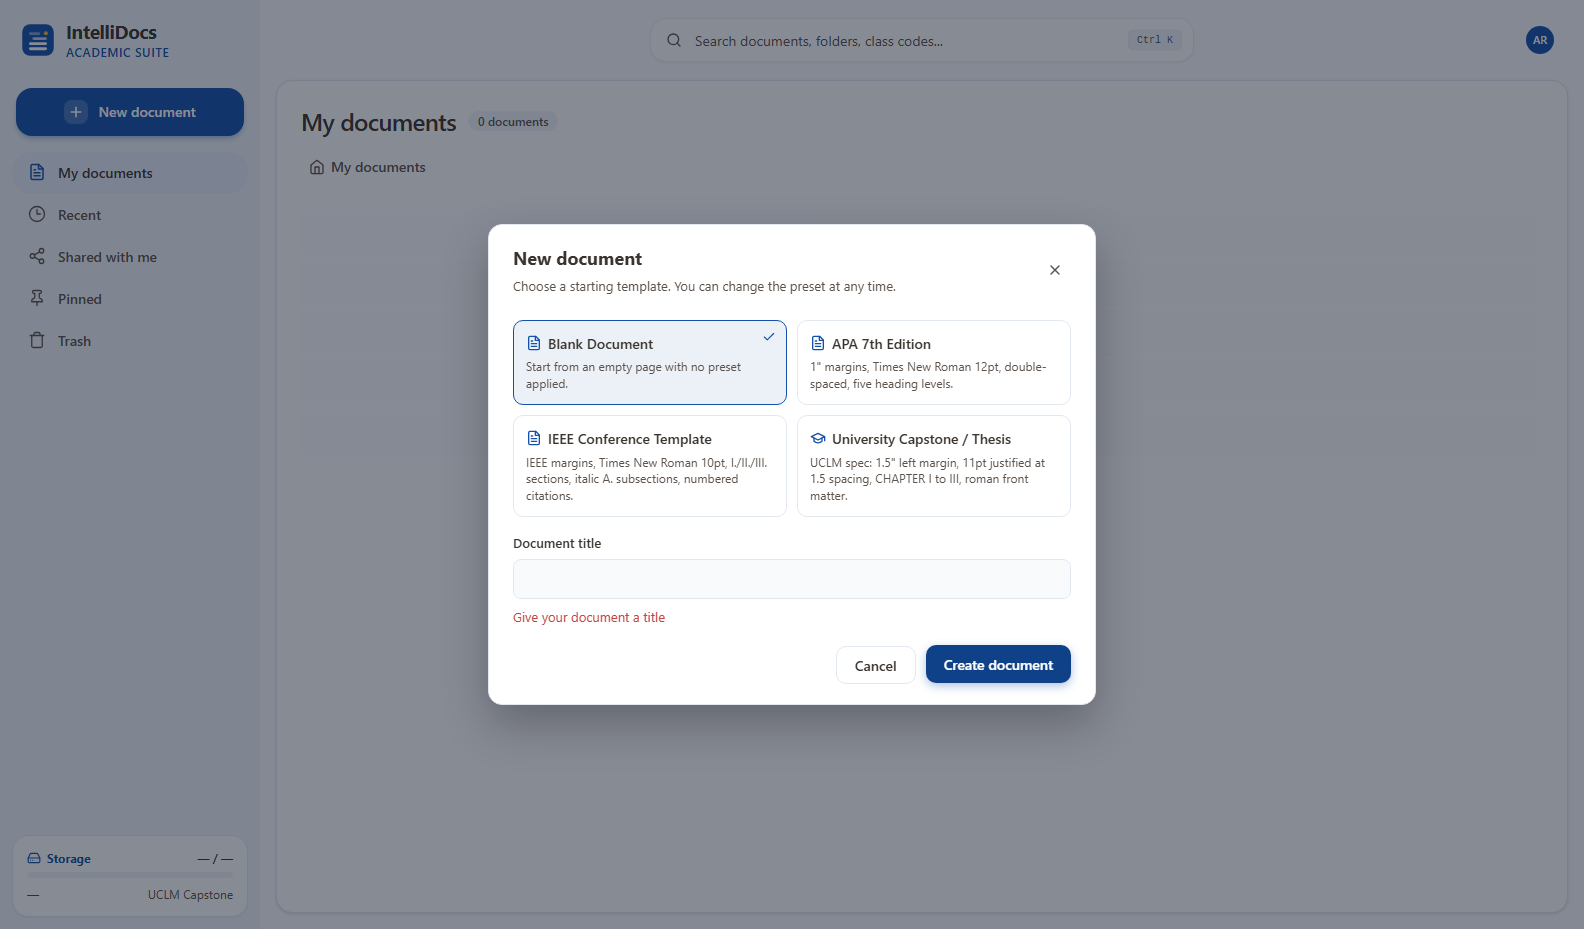 IntelliDocs
ACADEMIC SUITE
Search documents, folders, class codes...
Ctrl K
AR
New document
My documents
Recent
Shared with me
Pinned
Trash
My documents
0 documents
My documents
New document
Choose a starting template. You can change the preset at any time.
Blank Document
Start from an empty page with no preset
applied.
APA 7th Edition
1" margins, Times New Roman 12pt, double-
spaced, five heading levels.
IEEE Conference Template
IEEE margins, Times New Roman 10pt, I./II./III.
sections, italic A. subsections, numbered
citations.
University Capstone / Thesis
UCLM spec: 1.5" left margin, 11pt justified at
1.5 spacing, CHAPTER I to III, roman front
matter.
Document title
Give your document a title
Cancel
Create document
Storage
— / —
—
UCLM Capstone